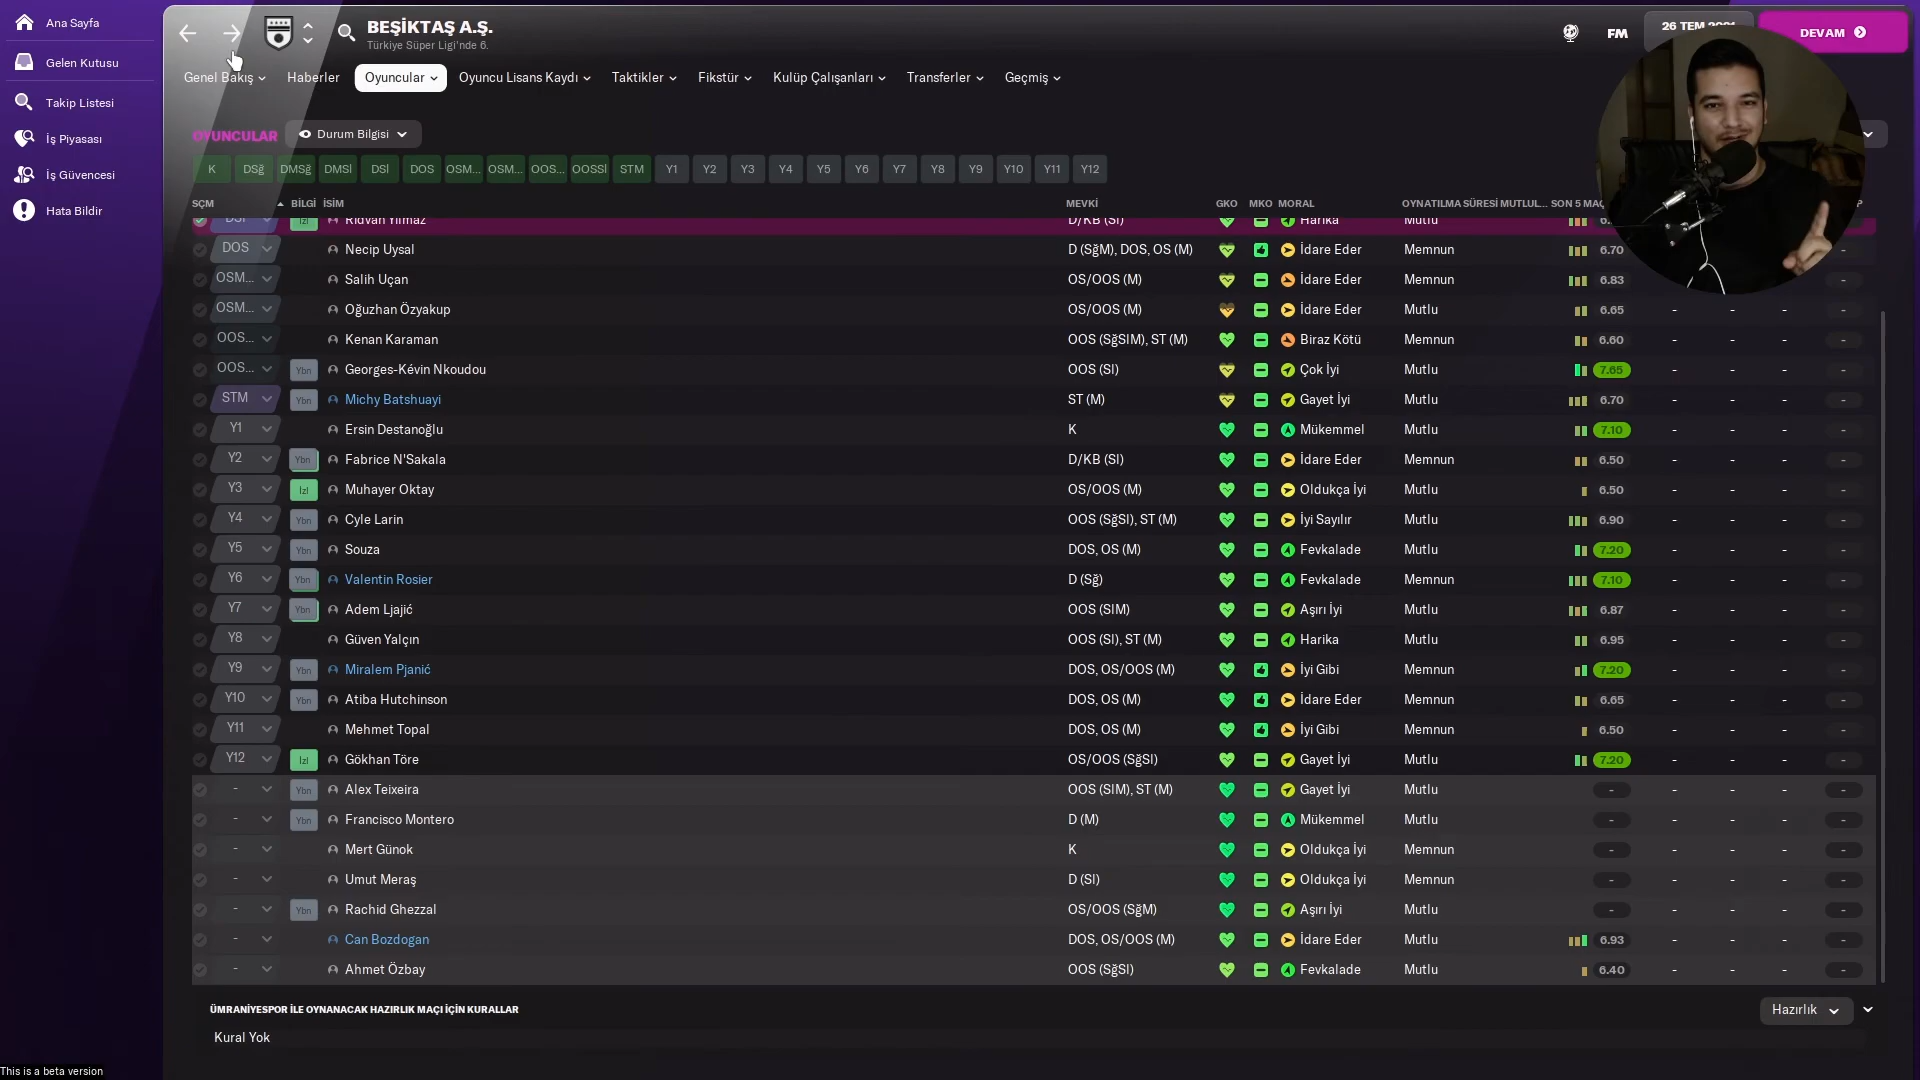 Ana Sayfa
Gelen Kutusu
Takip Listesi
İş Piyasası
İş Güvencesi
Hata Bildir
BEŞİKTAŞ A.Ş.
Türkiye Süper Ligi'nde 6.
FM
26 TEM 2021
DEVAM
Genel Bakış Haberler Oyuncular Oyuncu Lisans Kaydı Taktikler Fikstür Kulüp Çalışanları Transferler Geçmiş
OYUNCULAR Durum Bilgisi
K DSğ DMSğ DMSİ DSİ DOS OSM... OSM... OOS... OOSSİ STM Y1 Y2 Y3 Y4 Y5 Y6 Y7 Y8 Y9 Y10 Y11 Y12
SÇM BİLGİ İSİM MEVKİ GKO MKO MORAL OYNATILMA SÜRESİ MUTLUL... SON 5 MAÇ
DSİ İzl Rıdvan Yılmaz D/KB (Sl) Harika Mutlu
DOS Necip Uysal D (SğM), DOS, OS (M) İdare Eder Memnun 6.70 -
OSM... Salih Uçan OS/OOS (M) İdare Eder Memnun 6.83 -
OSM... Oğuzhan Özyakup OS/OOS (M) İdare Eder Mutlu 6.65 - - - -
OOS... Kenan Karaman OOS (SğSlM), ST (M) Biraz Kötü Memnun 6.60 - - - -
OOS... Ybn Georges-Kévin Nkoudou OOS (Sl) Çok İyi Mutlu 7.65 - - - -
STM Ybn Michy Batshuayi ST (M) Gayet İyi Mutlu 6.70 - - - -
Y1 Ersin Destanoğlu K Mükemmel Mutlu 7.10 - - - -
Y2 Ybn Fabrice N'Sakala D/KB (Sl) İdare Eder Memnun 6.50 - - - -
Y3 İzl Muhayer Oktay OS/OOS (M) Oldukça İyi Mutlu 6.50 - - - -
Y4 Ybn Cyle Larin OOS (SğSl), ST (M) İyi Sayılır Mutlu 6.90 - - - -
Y5 Ybn Souza DOS, OS (M) Fevkalade Mutlu 7.20 - - - -
Y6 Ybn Valentin Rosier D (Sğ) Fevkalade Memnun 7.10 - - - -
Y7 Ybn Adem Ljajić OOS (SlM) Aşırı İyi Mutlu 6.87 - - - -
Y8 Güven Yalçın OOS (Sl), ST (M) Harika Mutlu 6.95 - - - -
Y9 Ybn Miralem Pjanić DOS, OS/OOS (M) İyi Gibi Memnun 7.20 - - - -
Y10 Ybn Atiba Hutchinson DOS, OS (M) İdare Eder Memnun 6.65 - - - -
Y11 Mehmet Topal DOS, OS (M) İyi Gibi Memnun 6.50 - - - -
Y12 İzl Gökhan Töre OS/OOS (SğSl) Gayet İyi Mutlu 7.20 - - - -
- Ybn Alex Teixeira OOS (SlM), ST (M) Gayet İyi Mutlu - - - - -
- Ybn Francisco Montero D (M) Mükemmel Mutlu - - - - -
- Mert Günok K Oldukça İyi Memnun - - - - -
- Umut Meraş D (Sl) Oldukça İyi Memnun - - - - -
- Ybn Rachid Ghezzal OS/OOS (SğM) Aşırı İyi Mutlu - - - - -
- Can Bozdogan DOS, OS/OOS (M) İdare Eder Mutlu 6.93 - - - -
- Ahmet Özbay OOS (SğSl) Fevkalade Mutlu 6.40 - - - -
ÜMRANİYESPOR İLE OYNANACAK HAZIRLIK MAÇI İÇİN KURALLAR
Hazırlık
Kural Yok
This is a beta version